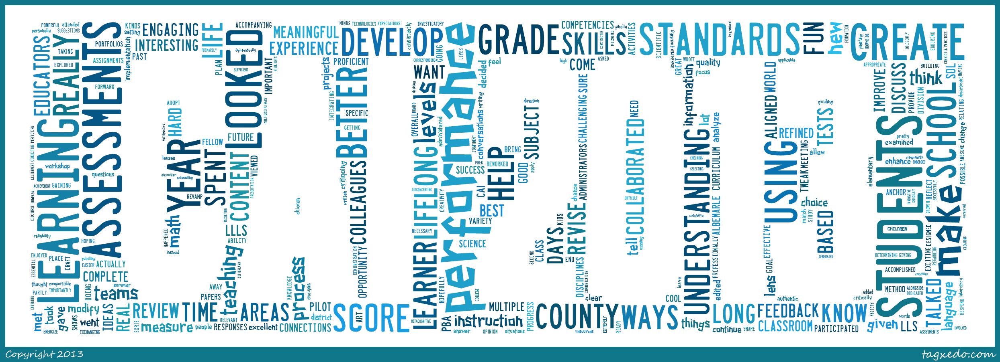 POWERFUL
attended
personally
SUGGESTIONS
KINDS
setting
ENGAGING
INTERESTING
LIFE
ACCOMPANYING
MEANINGFUL
EXPERIENCE
MINDS
TECHNOLOGIES
EXPECTATIONS
DEVELOP
consistently
INVESTIGATORY
performance
GRADE
COMPETENCIES
finally
SKILLS
CONSTRUCTED
DISCOVERED
ACTIVITIES
STANDARDS
impressed
SCIENTIFIC
focusing
BRAINSTORMED
FUN
new
FORMATION
CREATE
finishing
DOWNSIDE
DILIGENTLY
ENDURING
CURRICULA PRACTICES
EDUCATORS
REALLY
ASSESSMENTS
PORTFOLIOS
TAKING
EXPLORED
ASSIGNMENTS
implementation
PAST
PRIMARILY
PLAN
LOOKED
diplomatically
SUFFICIENT
IMPORTANT
HIGHLIGHTS
projects
PROFICIENT
BETTER
CORRESPONDING
GOING
LIVES
WANT
decided
feel
high
COME
ASKED
GREAT
WROTE
quality
focus
WORLD
applicable
APPROPRIATE
IMPROVE
DISCUSS
BUILDING
think
SOL
HAVING
FORWARD
LEARNING
ADOPT
HARD
perspective
MULTIDISCIPLINARY
INTEGRATING
SPECIFIC
GETTING
defining
levels
BOARD
OVERALL
administered
writing
conversations
CONFIDENT
direction
SUBJECT
SURE
CHALLENGING
NEED
COLLABORATED
information
lot
analyze
ALIGNED
REFINED
guiding
TESTS
PROVIDE
DIVISION
SCHOOL
department
RELATING
change
AWESOME
POSSIBLE
PERFECTING
CONDUCTING
ALLIGNMENT
YEAR
FELLOW
FUTURE
SPENT
CONTENT
VIEWED
PRESENTATION
lenses
workshop
questions
encounter
exhausting
ACHIEVEMENT
GAINING
REVAMP
critiquing
written
COLLEAGUES
LIFELONG
DISCONCERTING
CREATIVITY
PREK
SUCCESS
REWORKED
CAI
HELP
BRING
GOOD
apply
chance
ADMINISTRATORS
DIFFICULT
UNDERSTANDING
CHECKING
SELECTING
extensive
CURRICULUM
ALBEMARLE
PROFESSIONALLY
USING
MEETING
TWEAK
allow
choice
match
STUDY
BASED
GENERATED
STUDENTS
pretty
examined
components
enhance
EMBEDDED
elementary
ANCHOR
INNOVATIVE
SERIOUSLY
REFLECT
SUCCESSFULLY
GROWTH
make
forefront
DISCOURSE
UNIVERSAL
math
HAPPENED
instead
RESULTING
chicken
LLLS
ABILITY
teaching
SUTHERLAND
BEST
VARIETY
SCIENCE
NECESSARY
DAYS
KIDS
REVISE
CLASS
SECOND
END
tell
passing
EFFECTIVE
GOAL
lens
CHILDREN
DETERMINING
GIVING
DESIGNED
EXCITING
REGARDING
CLEANING
reliability
HOPING
ENJOYED
PLACE
ESSENTIAL
CRAFT
fulfilling
EASIER
ACTUALLY
COMPLETE
thought
comfortable
PARTLY
IMPORTANTLY
EMERGING
DOING
summer
teams
AWAY
PAPERS
KNOWLEDGE
process
analysis
DEMONSTRATION
OPPORTUNITY
LEARNER
HOPEFULLY
COLLEGE
DISCIPLINES
COMMUNICATION
clear
leave
COOL
edited
authentic
added
critically
MASTERY
ACCOMPLISHED
coaching
METHOD
ALONGSIDE
DEDICATED
TALKED
language
laboratory
RESPOND
met
took
gave
modify
SHOWS
went
ENERGIZE
EXCHANGING
IDEAS
REAL
REVIEW
SORTS
measure
TIME
people
RELEVANT
RESPONSES
AREAS
excellent
CONNECTIONS
PILOT
district
SCORE
ART
METACOGNITIVE
PBA
MULTIPLE
instruction
answer
OPINION
situations
PROGRESS
COUNTY
resources
EXTREMELY
READY
WAYS
things
LONG
continue
SHARE
FEEDBACK
CLASSROOM
KNOW
PARTICIPATED
given
words
LLS
ASSESMENTS
INVOLVED
Copyright 2013
tagxedo.com